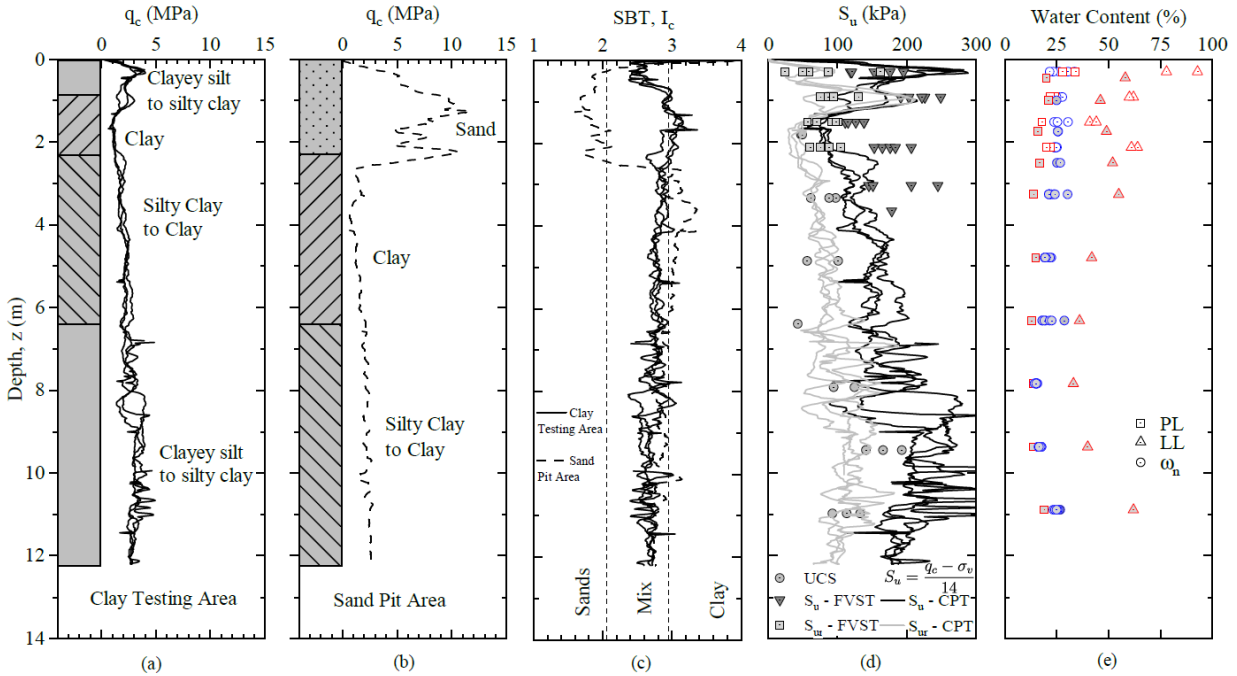 q_c (MPa)
0 5 10 15
q_c (MPa)
0 5 10 15
SBT, I_c
1 2 3 4
S_u (kPa)
0 100 200 300
Water Content (%)
0 25 50 75 100
Depth, z (m)
0
2
4
6
8
10
12
14
Clayey silt
to silty clay
Clay
Silty Clay
to Clay
Clayey silt
to silty clay
Clay Testing Area
(a)
Sand
Clay
Silty Clay
to Clay
Sand Pit Area
(b)
Clay
Testing Area
Sand
Pit Area
Sands
Mix
Clay
(c)
UCS
S_u = \frac{q_c − σ_v}{14}
S_u - FVST
S_u - CPT
S_ur - FVST
S_ur - CPT
(d)
PL
LL
ω_n
(e)